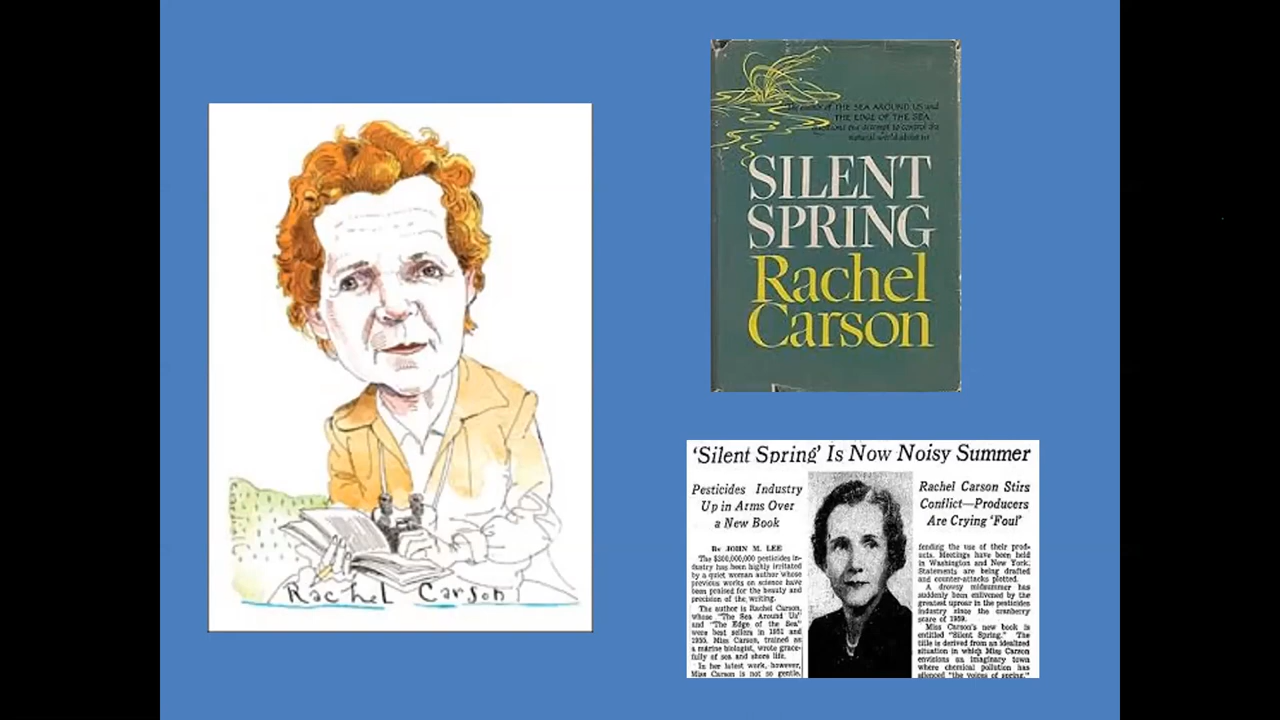 Rachel Carson
The author of THE SEA AROUND US and
THE EDGE OF THE SEA
questions our attempt to control the
natural world about us
SILENT
SPRING
Rachel
Carson
'Silent Spring' Is Now Noisy Summer
Pesticides Industry
Up in Arms Over
a New Book
By JOHN M. LEE
The $300,000,000 pesticides in-
dustry has been highly irritated
by a quiet woman author whose
previous works on science have
been praised for the beauty and
precision of the writing.
The author is Rachel Carson,
whose "The Sea Around Us"
and "The Edge of the Sea"
were best sellers in 1951 and
1955. Miss Carson, trained as
a marine biologist, wrote grace-
fully of sea and shore life.
In her latest work, however,
Miss Carson is not so gentle.
Rachel Carson Stirs
Conflict—Producers
Are Crying 'Foul'
fending the use of their prod-
ucts. Meetings have been held
in Washington and New York.
Statements are being drafted
and counter-attacks plotted.
A drowsy midsummer has
suddenly been enlivened by the
greatest uproar in the pesticides
industry since the cranberry
scare of 1959.
Miss Carson's new book is
entitled "Silent Spring." The
title is derived from an idealized
situation in which Miss Carson
envisions an imaginary town
where chemical pollution has
silenced "the voices of spring."